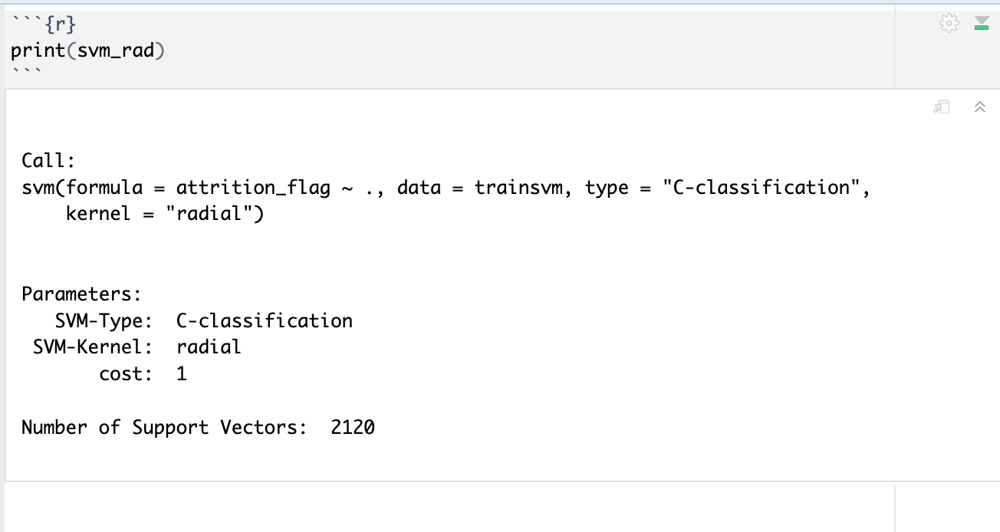 ```{r}
print(svm_rad)
```
Call:
svm(formula = attrition_flag ~ ., data = trainsvm, type = "C-classification",
    kernel = "radial")
Parameters:
   SVM-Type:  C-classification
 SVM-Kernel:  radial
       cost:  1
Number of Support Vectors:  2120